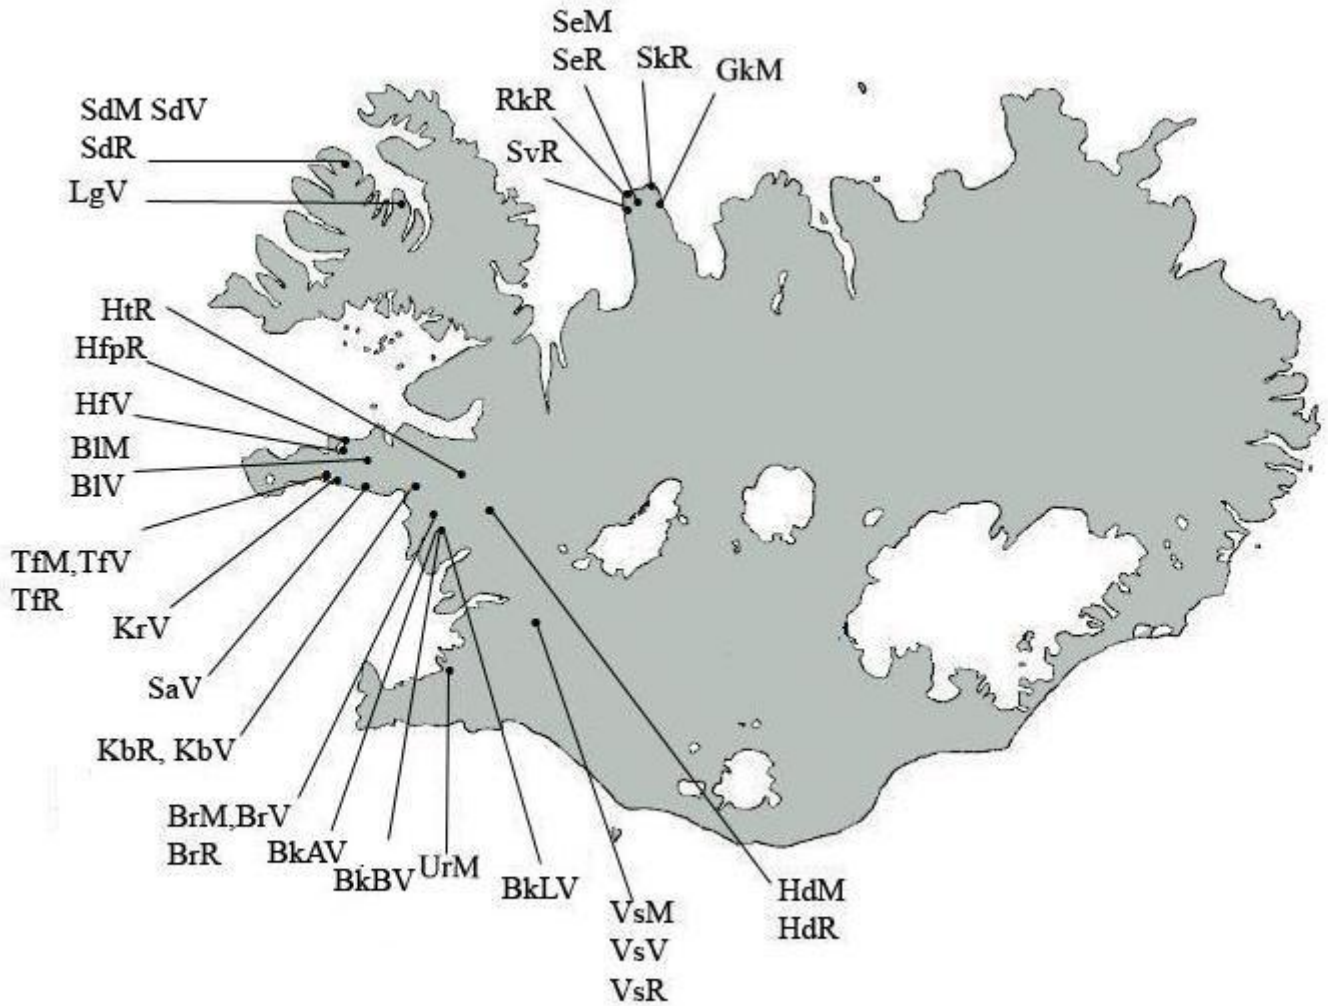 SeM
SeR
SkR
GkM
RkR
SvR
SdM SdV
SdR
LgV
HtR
HfpR
HfV
BlM
BlV
TfM,TfV
TfR
KrV
SaV
KbR, KbV
BrM,BrV
BrR
BkAV
BkBV
UrM
BkLV
VsM
VsV
VsR
HdM
HdR